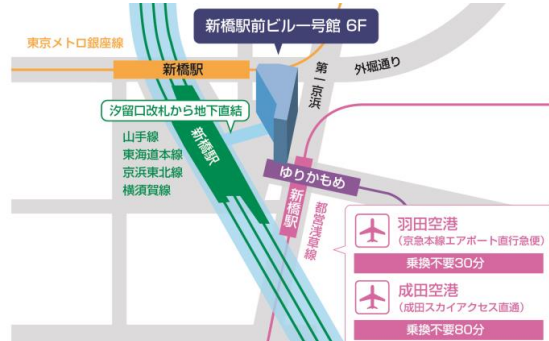 新橋駅前ビル一号館 6F
東京メトロ銀座線
新橋駅
第一京浜
外堀通り
汐留口改札から地下直結
山手線
東海道本線
京浜東北線
横須賀線
新橋駅
ゆりかもめ
新橋駅
都営浅草線
羽田空港
(京急本線エアポート直行急便)
乗換不要30分
成田空港
(成田スカイアクセス直通)
乗換不要80分